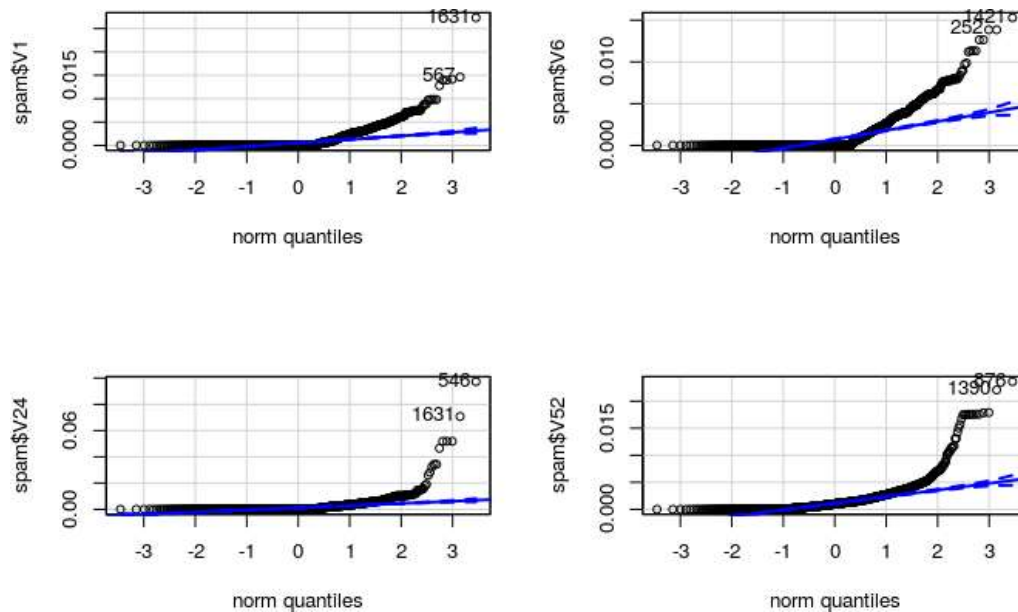 spam$V1
0.000 0.015
1631
567
-3 -2 -1 0 1 2 3
norm quantiles
spam$V6
0.000 0.010
1421
252
-3 -2 -1 0 1 2 3
norm quantiles
spam$V24
0.00 0.06
546
1631
-3 -2 -1 0 1 2 3
norm quantiles
spam$V52
0.000 0.015
876
1390
-3 -2 -1 0 1 2 3
norm quantiles